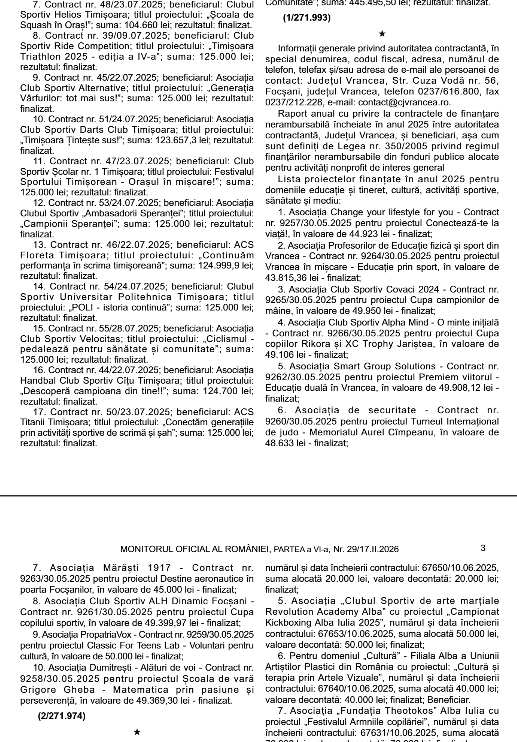 7. Contract nr. 48/23.07.2025; beneficiarul: Clubul
Sportiv Helios Timișoara; titlul proiectului: „Școala de
Squash în Oraș!”; suma: 104.660 lei; rezultatul: finalizat.
8. Contract nr. 39/09.07.2025; beneficiarul: Club
Sportiv Ride Competition; titlul proiectului: „Timișoara
Triathlon 2025 - ediția a IV-a”; suma: 125.000 lei;
rezultatul: finalizat.
9. Contract nr. 45/22.07.2025; beneficiarul: Asociația
Club Sportiv Alternative; titlul proiectului: „Generația
Vârfurilor: tot mai sus!”; suma: 125.000 lei; rezultatul:
finalizat.
10. Contract nr. 51/24.07.2025; beneficiarul: Asociația
Club Sportiv Darts Club Timișoara; titlul proiectului:
„Timișoara Țintește sus!”; suma: 123.657,3 lei; rezultatul:
finalizat.
11. Contract nr. 47/23.07.2025; beneficiarul: Club
Sportiv Școlar nr. 1 Timișoara; titlul proiectului: „Festivalul
Sportului Timișorean - Orașul în mișcare!”; suma:
125.000 lei; rezultatul: finalizat.
12. Contract nr. 53/24.07.2025; beneficiarul: Asociația
Clubul Sportiv „Ambasadorii Speranței”; titlul proiectului:
„Campionii Speranței”; suma: 125.000 lei; rezultatul:
finalizat.
13. Contract nr. 46/22.07.2025; beneficiarul: ACS
Floreta Timișoara; titlul proiectului: „Continuăm
performanța în scrima timișoreană”; suma: 124.999,9 lei;
rezultatul: finalizat.
14. Contract nr. 54/24.07.2025; beneficiarul: Clubul
Sportiv Universitar Politehnica Timișoara; titlul
proiectului: „POLI - istoria continuă”; suma: 125.000 lei;
rezultatul: finalizat.
15. Contract nr. 55/28.07.2025; beneficiarul: Asociația
Club Sportiv Velocitas; titlul proiectului: „Ciclismul -
pedalează pentru sănătate și comunitate”; suma:
125.000 lei; rezultatul: finalizat.
16. Contract nr. 44/22.07.2025; beneficiarul: Asociația
Handbal Club Sportiv Cîțu Timișoara; titlul proiectului:
„Descoperă campioana din tine!!”; suma: 124.700 lei;
rezultatul: finalizat.
17. Contract nr. 50/23.07.2025; beneficiarul: ACS
Titanii Timișoara; titlul proiectului: „Conectăm generațiile
prin activități sportive de scrimă și șah”; suma: 125.000 lei;
rezultatul: finalizat.
Comunitate”; suma: 445.495,50 lei; rezultatul: finalizat.
(1/271.993)
★
Informații generale privind autoritatea contractantă, în
special denumirea, codul fiscal, adresa, numărul de
telefon, telefax și/sau adresa de e-mail ale persoanei de
contact: Județul Vrancea, Str. Cuza Vodă nr. 56,
Focșani, județul Vrancea, telefon 0237/616.800, fax
0237/212.228, e-mail: contact@cjvrancea.ro.
Raport anual cu privire la contractele de finanțare
nerambursabilă încheiate în anul 2025 între autoritatea
contractantă, Județul Vrancea, și beneficiari, așa cum
sunt definiți de Legea nr. 350/2005 privind regimul
finanțărilor nerambursabile din fonduri publice alocate
pentru activități nonprofit de interes general
Lista proiectelor finanțate în anul 2025 pentru
domeniile educație și tineret, cultură, activități sportive,
sănătate și mediu:
1. Asociația Change your lifestyle for you - Contract
nr. 9257/30.05.2025 pentru proiectul Conectează-te la
viață!, în valoare de 44.923 lei - finalizat;
2. Asociația Profesorilor de Educație fizică și sport din
Vrancea - Contract nr. 9264/30.05.2025 pentru proiectul
Vrancea în mișcare - Educație prin sport, în valoare de
43.815,36 lei - finalizat;
3. Asociația Club Sportiv Covaci 2024 - Contract nr.
9265/30.05.2025 pentru proiectul Cupa campionilor de
mâine, în valoare de 49.950 lei - finalizat;
4. Asociația Club Sportiv Alpha Mind - O minte inițială
- Contract nr. 9266/30.05.2025 pentru proiectul Cupa
copiilor Rikora și XC Trophy Jariștea, în valoare de
49.106 lei - finalizat;
5. Asociația Smart Group Solutions - Contract nr.
9262/30.05.2025 pentru proiectul Premiem viitorul -
Educație duală în Vrancea, în valoare de 49.908,12 lei -
finalizat;
6. Asociația de securitate - Contract nr.
9260/30.05.2025 pentru proiectul Turneul Internațional
de judo - Memorialul Aurel Cîmpeanu, în valoare de
48.633 lei - finalizat;
MONITORUL OFICIAL AL ROMÂNIEI, PARTEA a VI-a, Nr. 29/17.II.2026
3
7. Asociația Mărăști 1917 - Contract nr.
9263/30.05.2025 pentru proiectul Destine aeronautice în
poarta Focșanilor, în valoare de 45.000 lei - finalizat;
8. Asociația Club Sportiv ALH Dinamic Focșani -
Contract nr. 9261/30.05.2025 pentru proiectul Cupa
copilului sportiv, în valoare de 49.399,97 lei - finalizat;
9. Asociația PropatriaVox - Contract nr. 9259/30.05.2025
pentru proiectul Classic For Teens Lab - Voluntari pentru
cultură, în valoare de 50.000 lei - finalizat;
10. Asociația Dumitrești - Alături de voi - Contract nr.
9258/30.05.2025 pentru proiectul Școala de vară
Grigore Gheba - Matematica prin pasiune și
perseverență, în valoare de 49.369,30 lei - finalizat.
(2/271.974)
★
numărul și data încheierii contractului: 67650/10.06.2025,
suma alocată 20.000 lei, valoare decontată: 20.000 lei;
finalizat;
5. Asociația „Clubul Sportiv de arte marțiale
Revolution Academy Alba” cu proiectul „Campionat
Kickboxing Alba Iulia 2025”, numărul și data încheierii
contractului: 67653/10.06.2025, suma alocată 50.000 lei,
valoare decontată: 50.000 lei; finalizat;
6. Pentru domeniul „Cultură” - Filiala Alba a Uniunii
Artiștilor Plastici din România cu proiectul: „Cultură și
terapia prin Artele Vizuale”, numărul și data încheierii
contractului: 67640/10.06.2025, suma alocată 40.000 lei;
valoare decontată: 40.000 lei; finalizat; Beneficiar.
7. Asociația „Fundația Theotokos” Alba Iulia cu
proiectul „Festivalul Armniile copilăriei”, numărul și data
încheierii contractului: 67631/10.06.2025, suma alocată